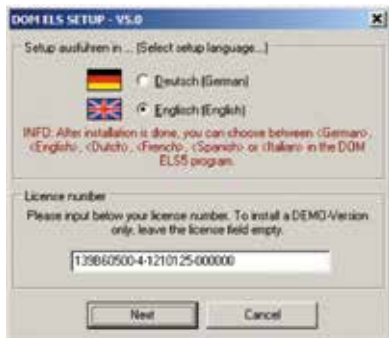 DOM ELS SETUP - V5.0
Setup ausführen in ... (Select setup language...)
Deutsch (German)
Englisch (English)
INFO: After installation is done, you can choose between <German>,
<English>, <Dutch>, <French>, <Spanish> or <Italian> in the DOM
ELS5 program.
License number
Please input below your license number. To install a DEMO-Version
only, leave the license field empty.
139B60500-4-1210125-000000
Next Cancel